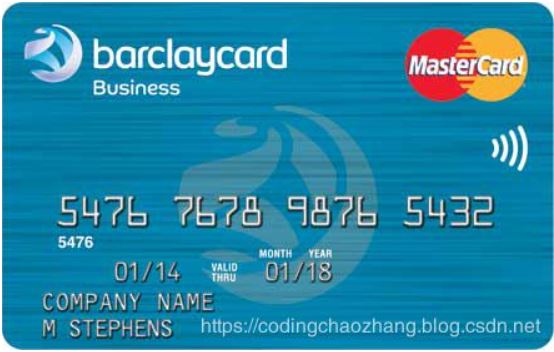 barclaycard
Business
MasterCard
5476 7678 9876 5432
5476
MONTH YEAR
01/14 VALID THRU 01/18
COMPANY NAME
M STEPHENS
https://codingchaozhang.blog.csdn.net